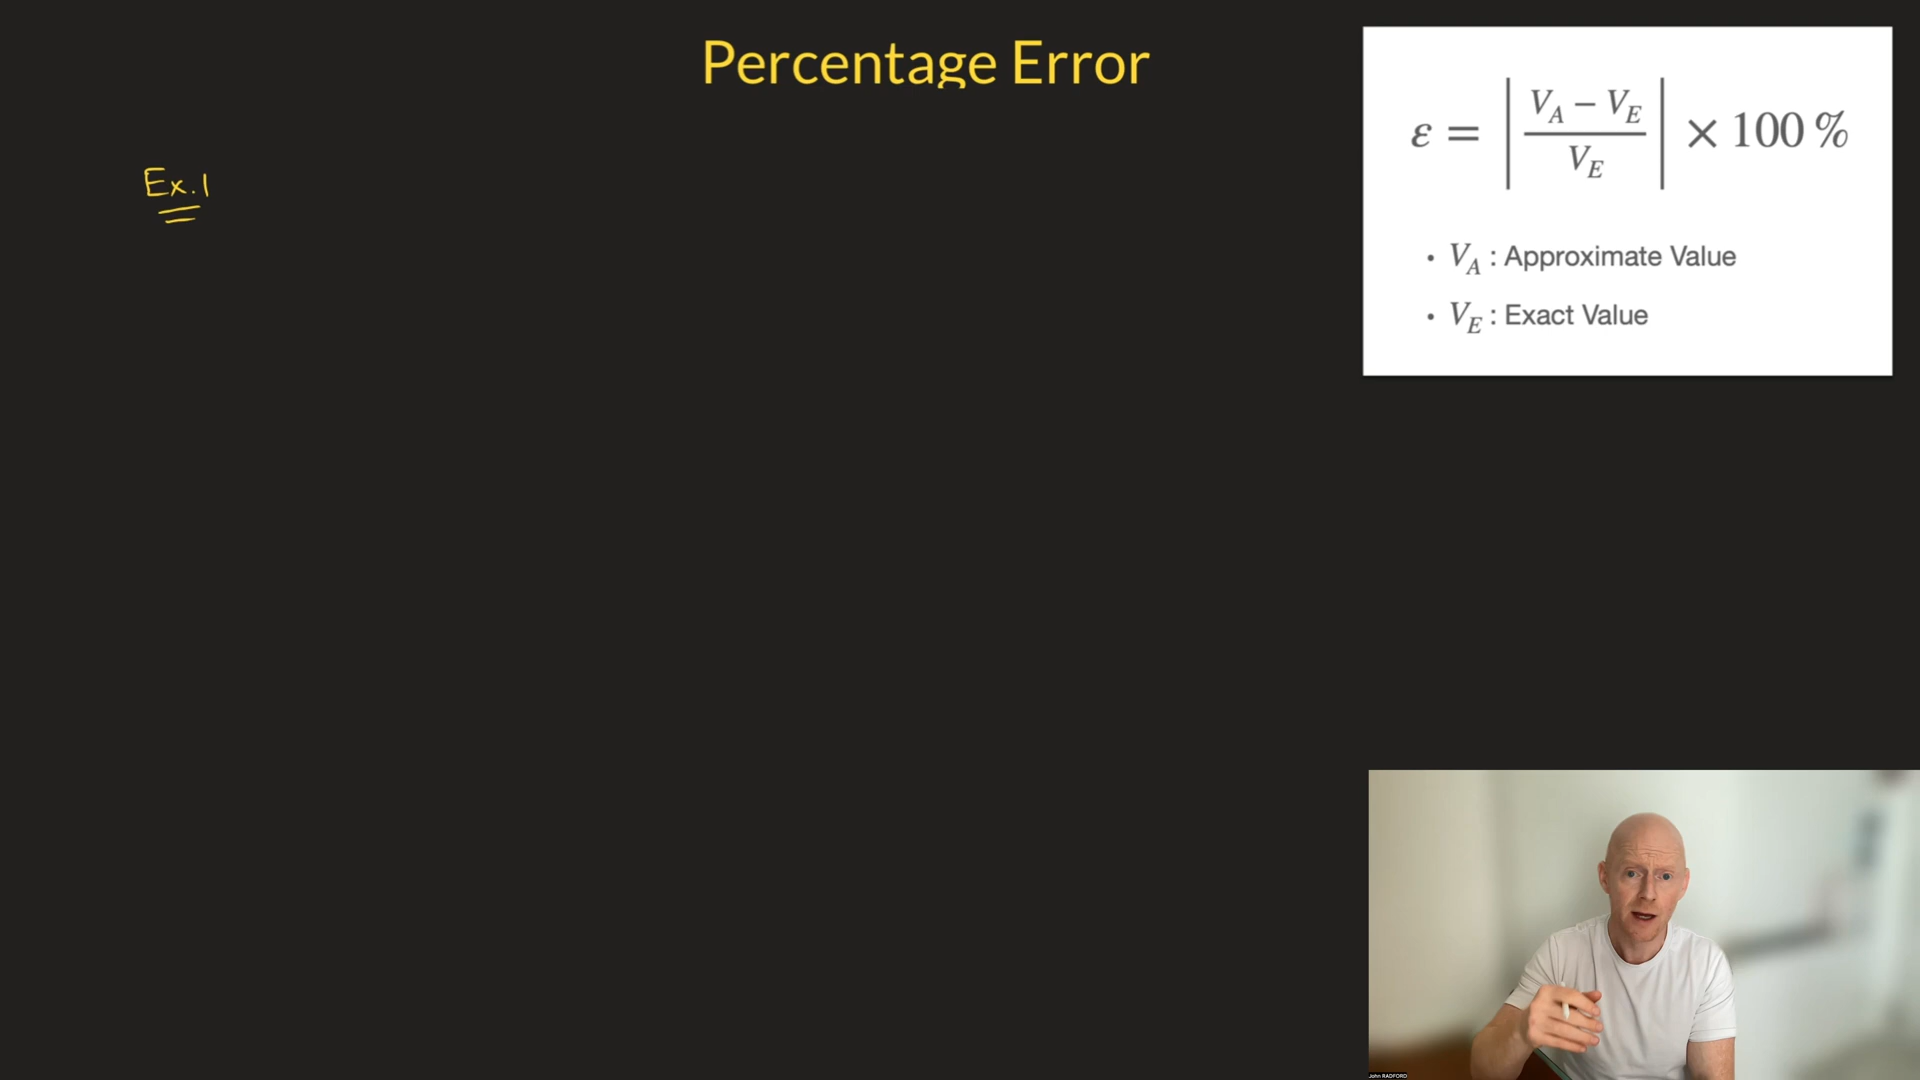 Percentage Error
Ex.1
ε = | (V_A − V_E) / V_E | × 100 %
• V_A : Approximate Value
• V_E : Exact Value
John RADFORD